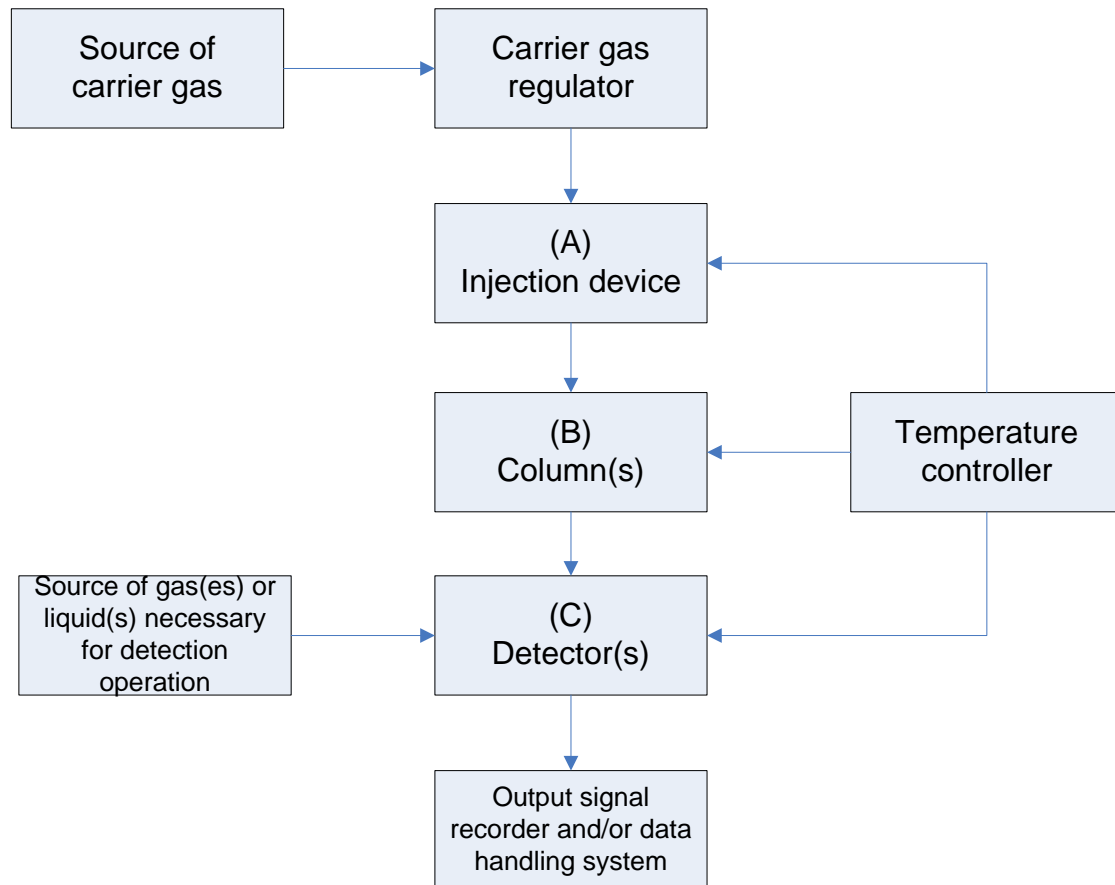 Source of
carrier gas
Carrier gas
regulator
(A)
Injection device
(B)
Column(s)
Temperature
controller
Source of gas(es) or
liquid(s) necessary
for detection
operation
(C)
Detector(s)
Output signal
recorder and/or data
handling system